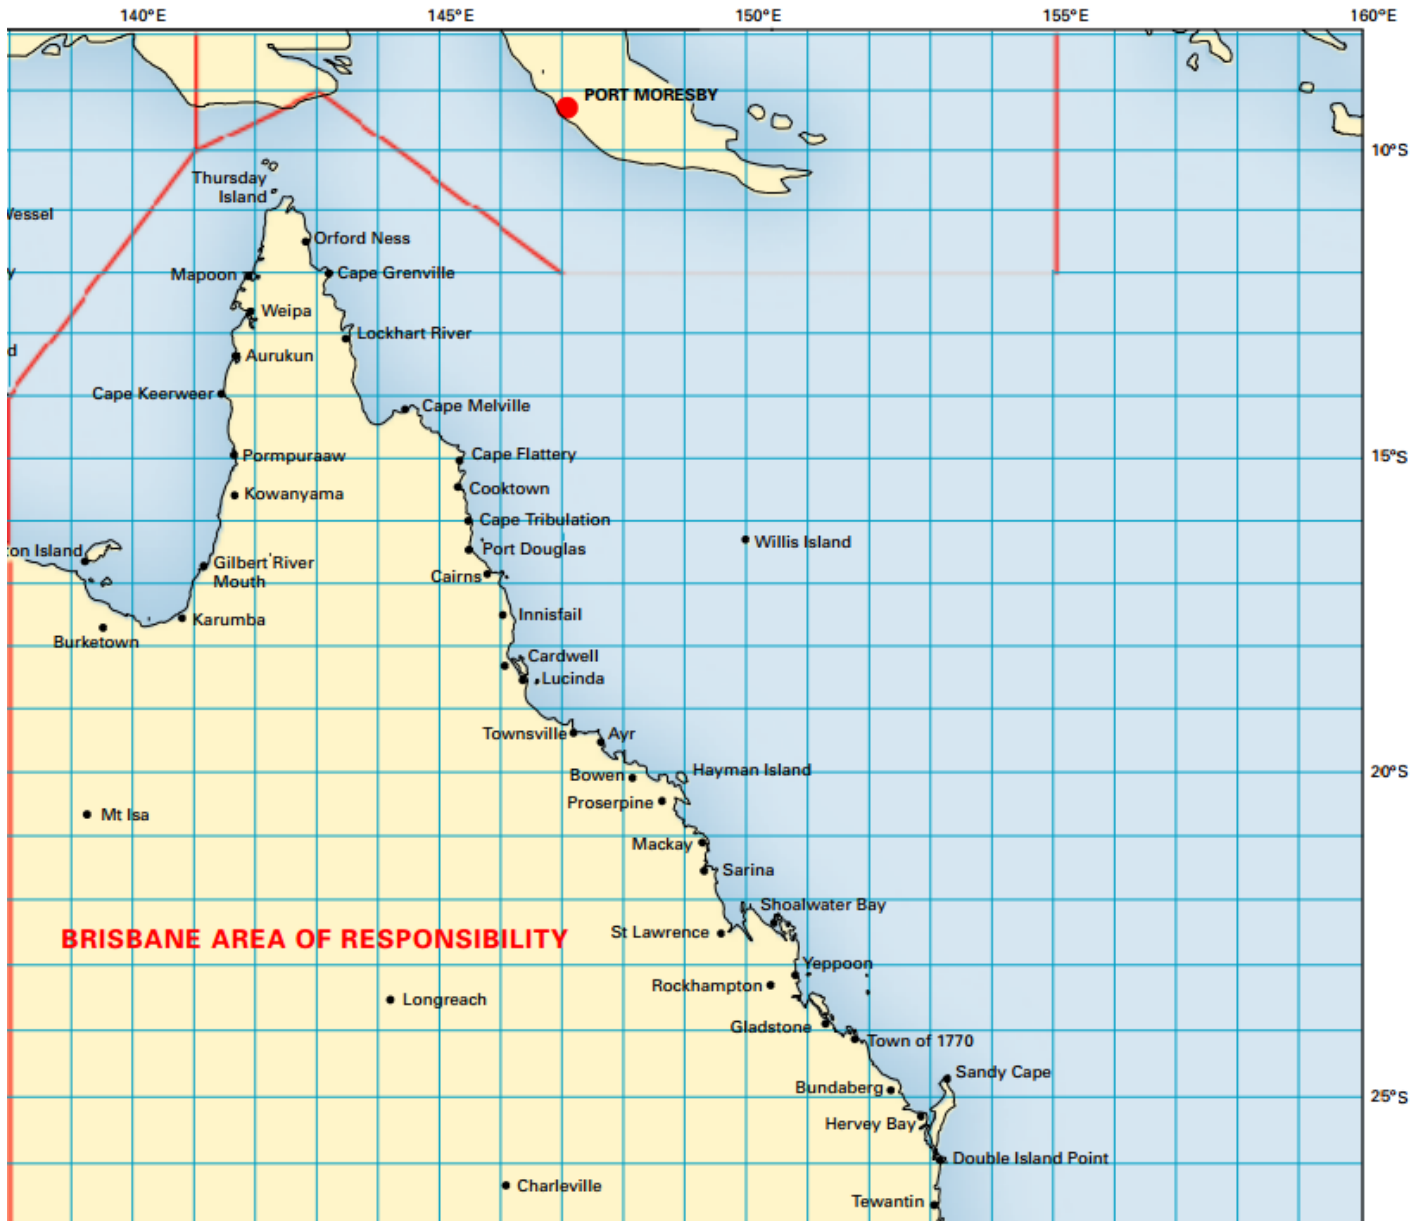 140°E 145°E 150°E 155°E 160°E
PORT MORESBY
10°S
Thursday
Island
Orford Ness
Mapoon
Cape Grenville
Weipa
Lockhart River
Aurukun
Cape Keerweer
Cape Melville
Pormpuraaw
Cape Flattery
15°S
Kowanyama
Cooktown
Cape Tribulation
Willis Island
Port Douglas
ton Island
Gilbert River
Mouth
Cairns
Innisfail
Karumba
Burketown
Cardwell
Lucinda
Townsville
Ayr
Hayman Island
20°S
Bowen
Proserpine
Mt Isa
Mackay
Sarina
Shoalwater Bay
St Lawrence
BRISBANE AREA OF RESPONSIBILITY
Yeppoon
Rockhampton
Longreach
Gladstone
Town of 1770
Sandy Cape
Bundaberg
25°S
Hervey Bay
Double Island Point
Charleville
Tewantin